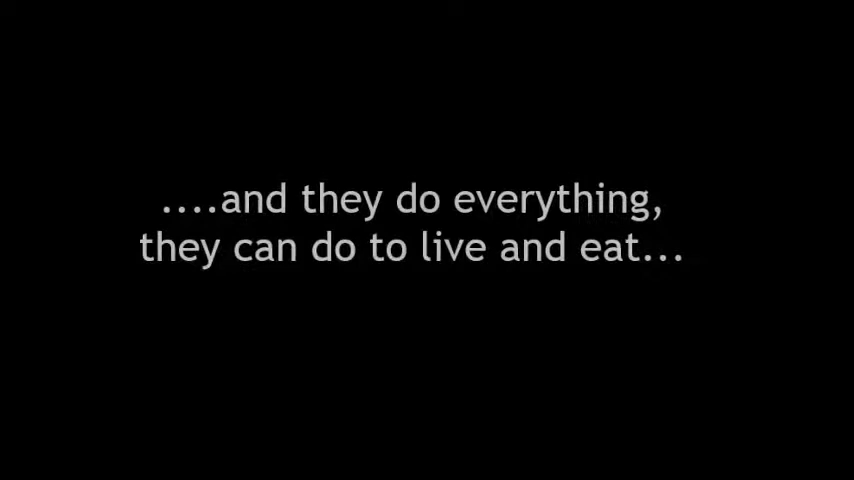 ....and they do everything,
they can do to live and eat...